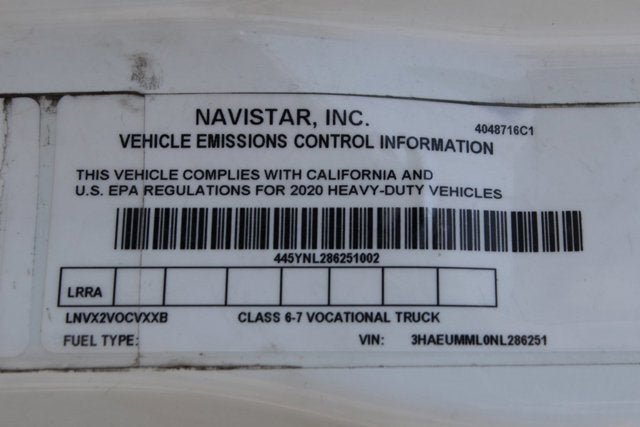 NAVISTAR, INC.
4048716C1
VEHICLE EMISSIONS CONTROL INFORMATION
THIS VEHICLE COMPLIES WITH CALIFORNIA AND
U.S. EPA REGULATIONS FOR 2020 HEAVY-DUTY VEHICLES
445YNL286251002
LRRA
LNVX2VOCVXXB CLASS 6-7 VOCATIONAL TRUCK
FUEL TYPE: VIN: 3HAEUMML0NL286251